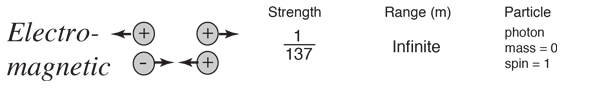 Strength Range (m) Particle
Electro- + + 1 photon
137 Infinite mass = 0
magnetic - + spin = 1